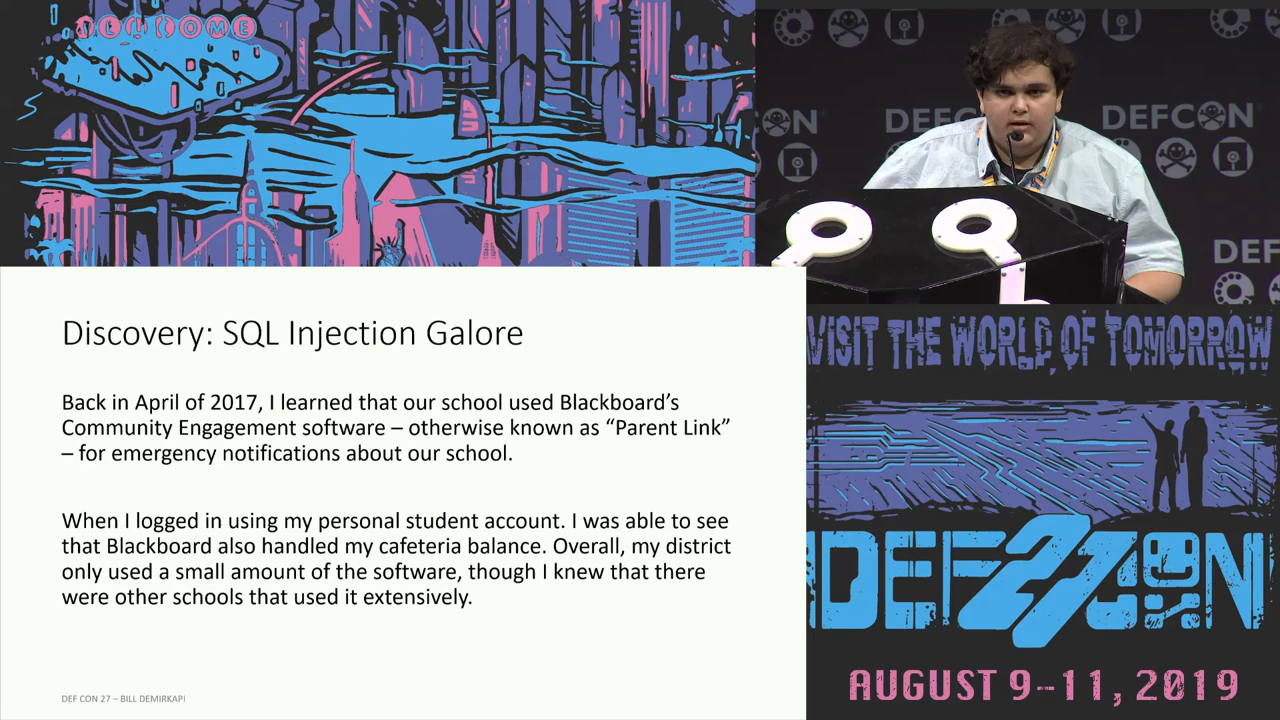 WELCOME
DEFCON
DEFCON
DEFCON
DEF
Discovery: SQL Injection Galore
Back in April of 2017, I learned that our school used Blackboard’s
Community Engagement software – otherwise known as “Parent Link”
– for emergency notifications about our school.
When I logged in using my personal student account. I was able to see
that Blackboard also handled my cafeteria balance. Overall, my district
only used a small amount of the software, though I knew that there
were other schools that used it extensively.
DEF CON 27 – BILL DEMIRKAPI
VISIT THE WORLD OF TOMORROW
DEF27CON
AUGUST 9-11, 2019